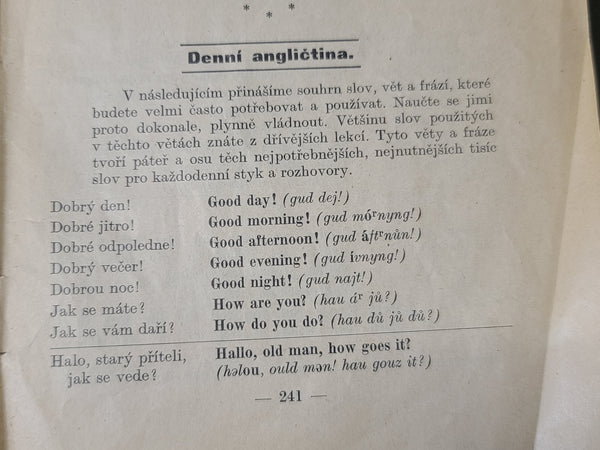 * * *
Denní angličtina.
V následujícím přinášíme souhrn slov, vět a frází, které
budete velmi často potřebovat a používat. Naučte se jimi
proto dokonale, plynně vládnout. Většinu slov použitých
v těchto větách znáte z dřívějších lekcí. Tyto věty a fráze
tvoří páteř a osu těch nejpotřebnějších, nejnutnějších tisíc
slov pro každodenní styk a rozhovory.
Dobrý den! Good day! (gud dej!)
Dobré jitro! Good morning! (gud móʳnyng!)
Dobré odpoledne! Good afternoon! (gud áftʳnún!)
Dobrý večer! Good evening! (gud ívnyng!)
Dobrou noc! Good night! (gud najt!)
Jak se máte? How are you? (hau áʳ jů?)
Jak se vám daří? How do you do? (hau dů jů dů?)
Halo, starý příteli, Hallo, old man, how goes it?
jak se vede? (həlou, ould mən! hau gouz it?)
— 241 —